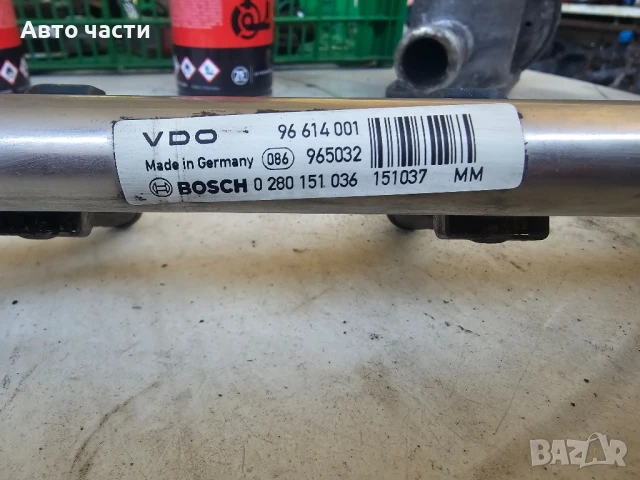 Авто части
ZF
VDO 96 614 001
Made in Germany 086 965032
BOSCH 0 280 151 036 151037 MM
BAZAR